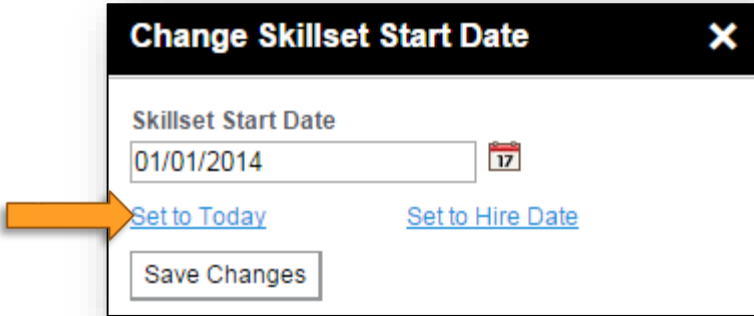 Change Skillset Start Date
Skillset Start Date
01/01/2014
17
Set to Today Set to Hire Date
Save Changes